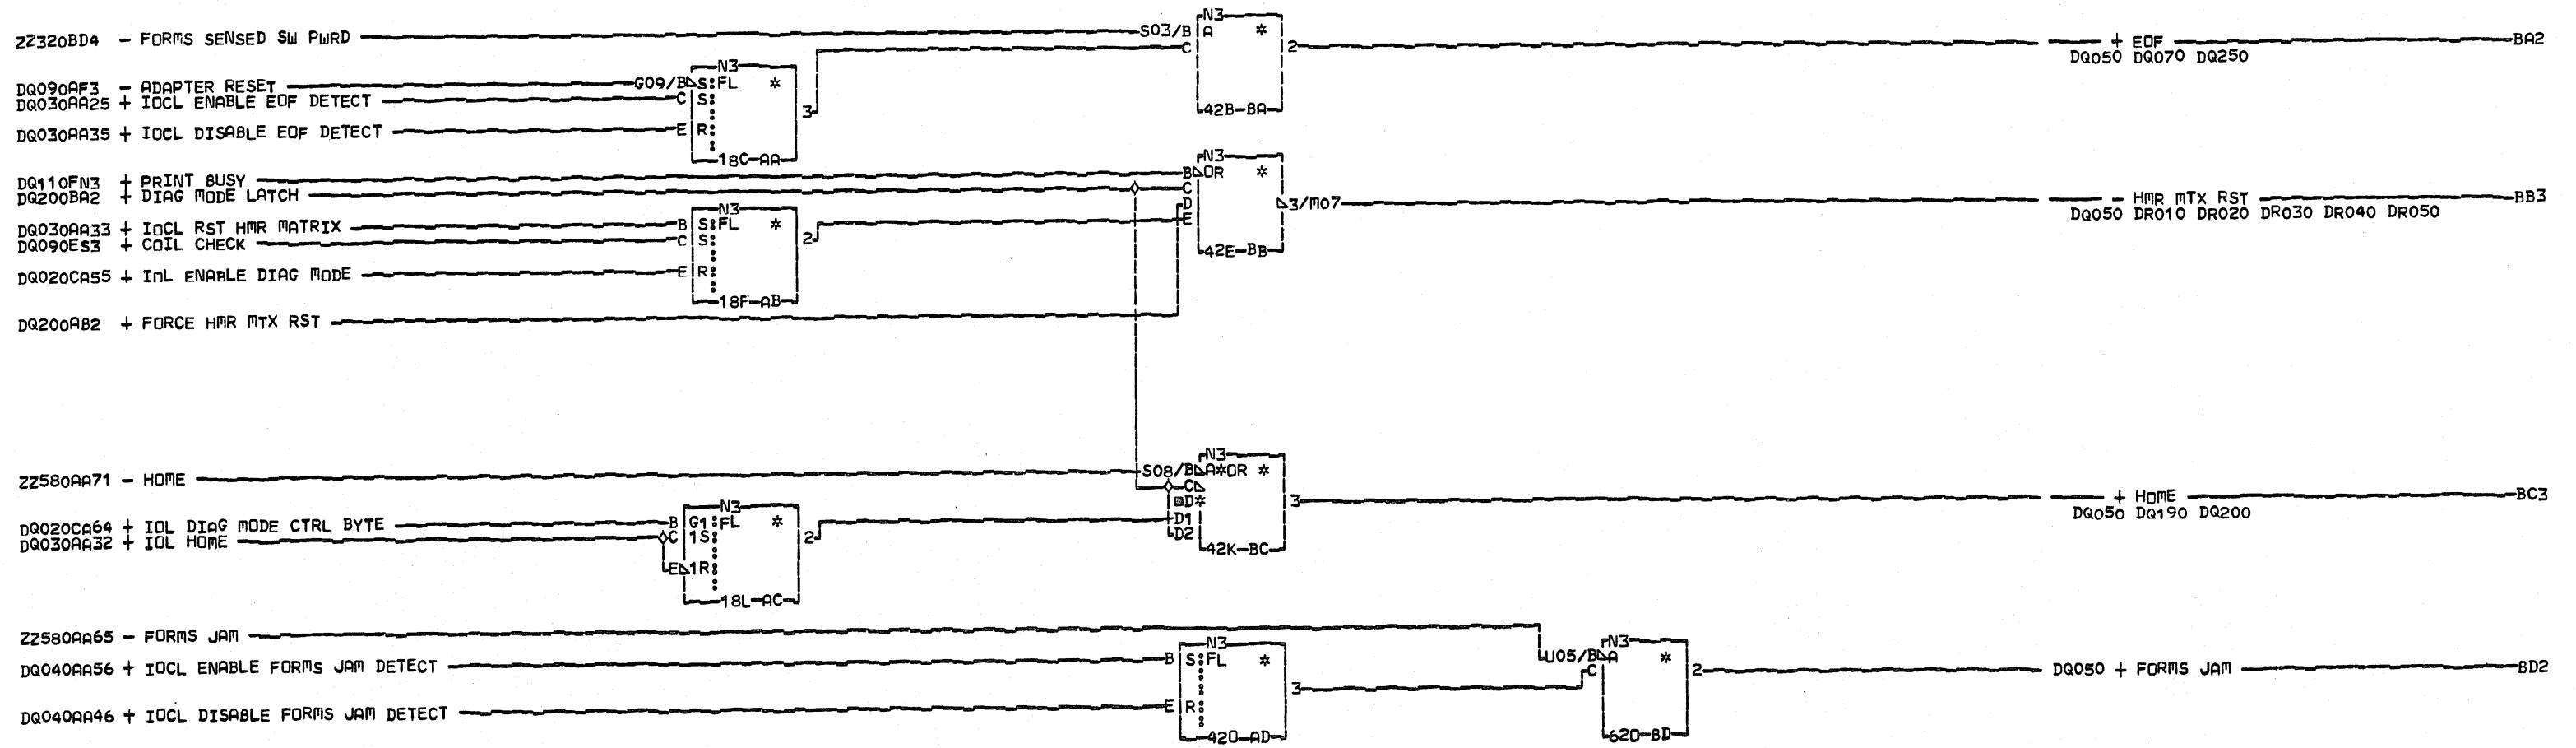 N3
ZZ320BD4 - FORMS SENSED SW PWRD S03/B A * 2 + EOF BA2
C
DQ050 DQ070 DQ250
N3
DQ090AF3 - ADAPTER RESET G09/B S FL *
DQ030AA25 + IOCL ENABLE EOF DETECT C S
3
42B-BA
DQ030AA35 + IOCL DISABLE EOF DETECT E R
18C-AA
N3
DQ110FN3 + PRINT BUSY B OR *
DQ200BA2 + DIAG MODE LATCH C
D 3/M07 - HMR MTX RST BB3
DQ050 DR010 DR020 DR030 DR040 DR050
N3
DQ030AA33 + IOCL RST HMR MATRIX B S FL * E
DQ090ES3 + COIL CHECK C S 2
42E-BB
DQ020CA55 + IOL ENABLE DIAG MODE E R
18F-AB
DQ200AB2 + FORCE HMR MTX RST
N3
ZZ580AA71 - HOME S08/B A*OR *
C
D* 3 + HOME BC3
DQ050 DQ190 DQ200
N3
DQ020CA64 + IOL DIAG MODE CTRL BYTE B G1 FL * D1
DQ030AA32 + IOL HOME C 1S 2 D2
42K-BC
E 1R
18L-AC
ZZ580AA65 - FORMS JAM
N3 N3
DQ040AA56 + IOCL ENABLE FORMS JAM DETECT B S FL * U05/B A *
C 2 DQ050 + FORMS JAM BD2
3
DQ040AA46 + IOCL DISABLE FORMS JAM DETECT E R
420-AD 620-BD